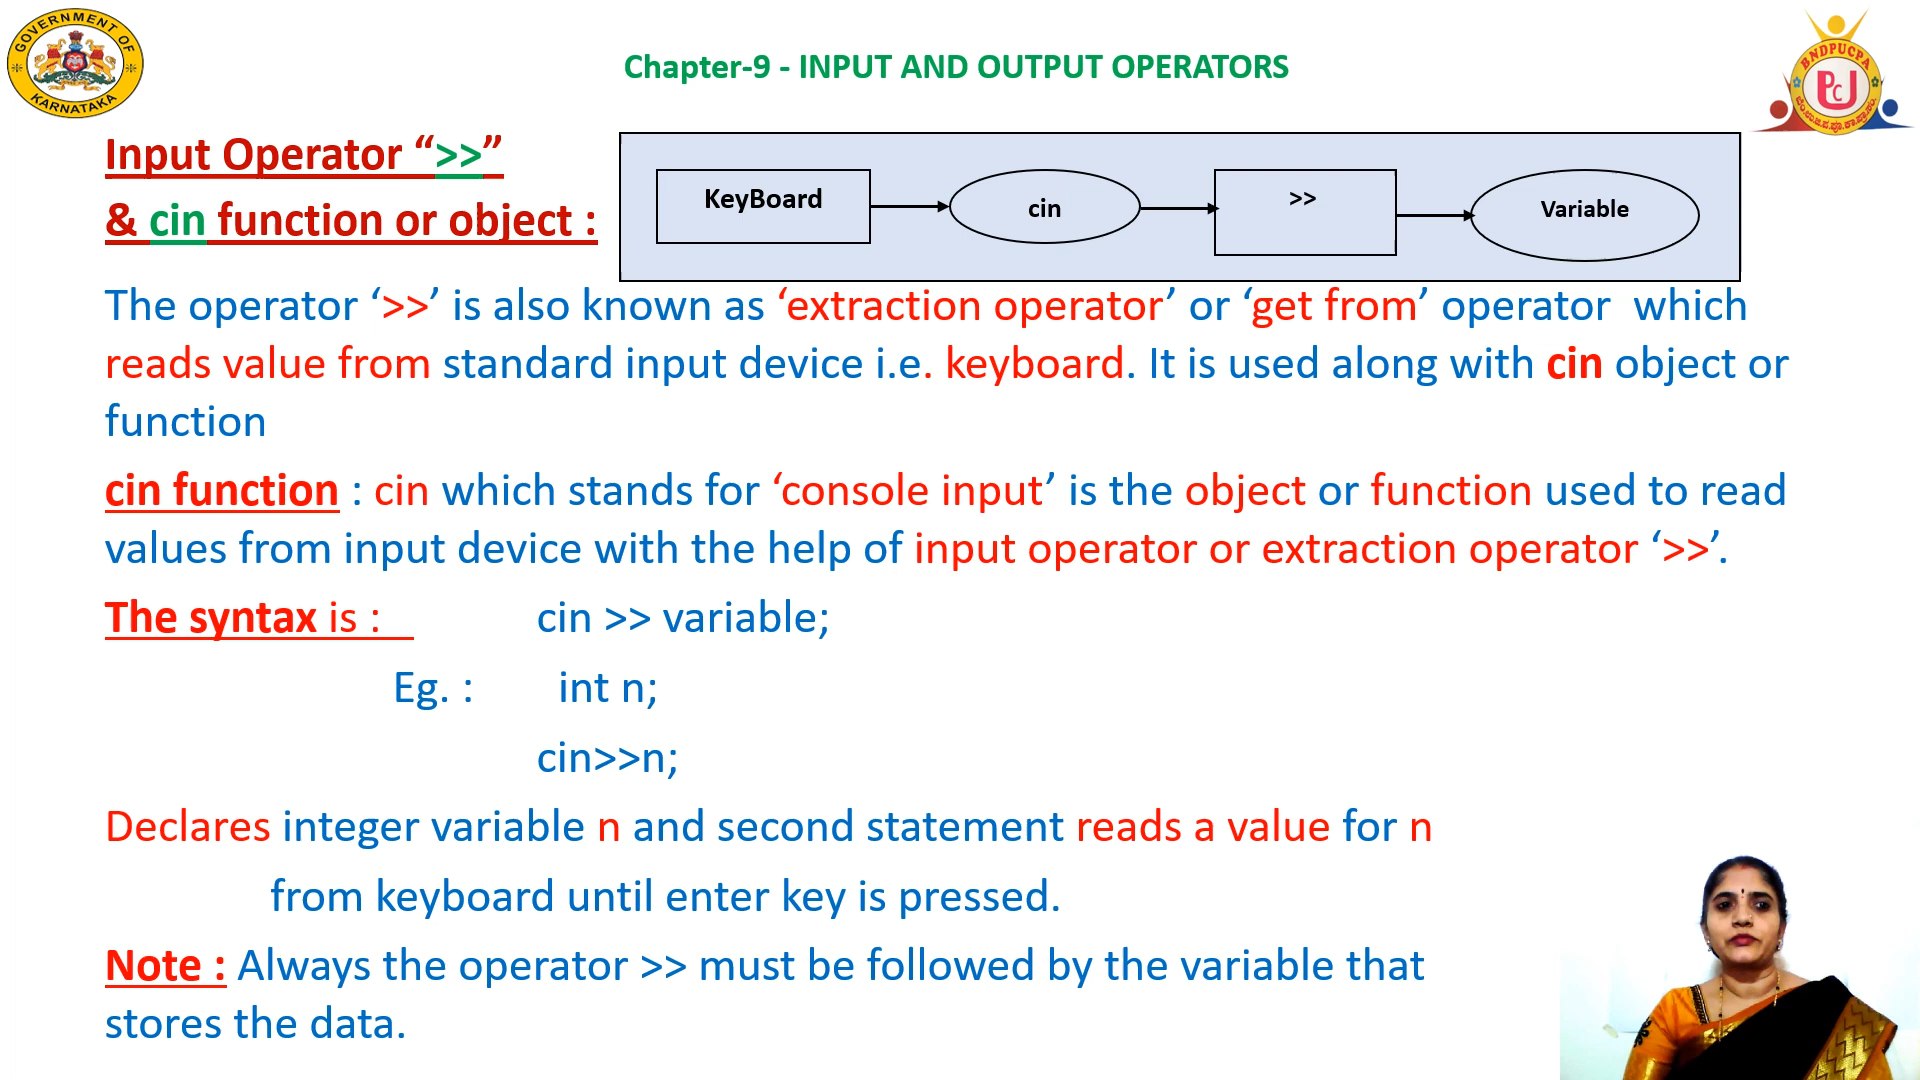 GOVERNMENT OF
KARNATAKA
Chapter-9 - INPUT AND OUTPUT OPERATORS
BNDPUCPA
PCU
Input Operator “>>”
& cin function or object :
KeyBoard
cin
>>
Variable
The operator ‘>>’ is also known as ‘extraction operator’ or ‘get from’ operator which
reads value from standard input device i.e. keyboard. It is used along with cin object or
function
cin function : cin which stands for ‘console input’ is the object or function used to read
values from input device with the help of input operator or extraction operator ‘>>’.
The syntax is : cin >> variable;
Eg. : int n;
cin>>n;
Declares integer variable n and second statement reads a value for n
from keyboard until enter key is pressed.
Note : Always the operator >> must be followed by the variable that
stores the data.